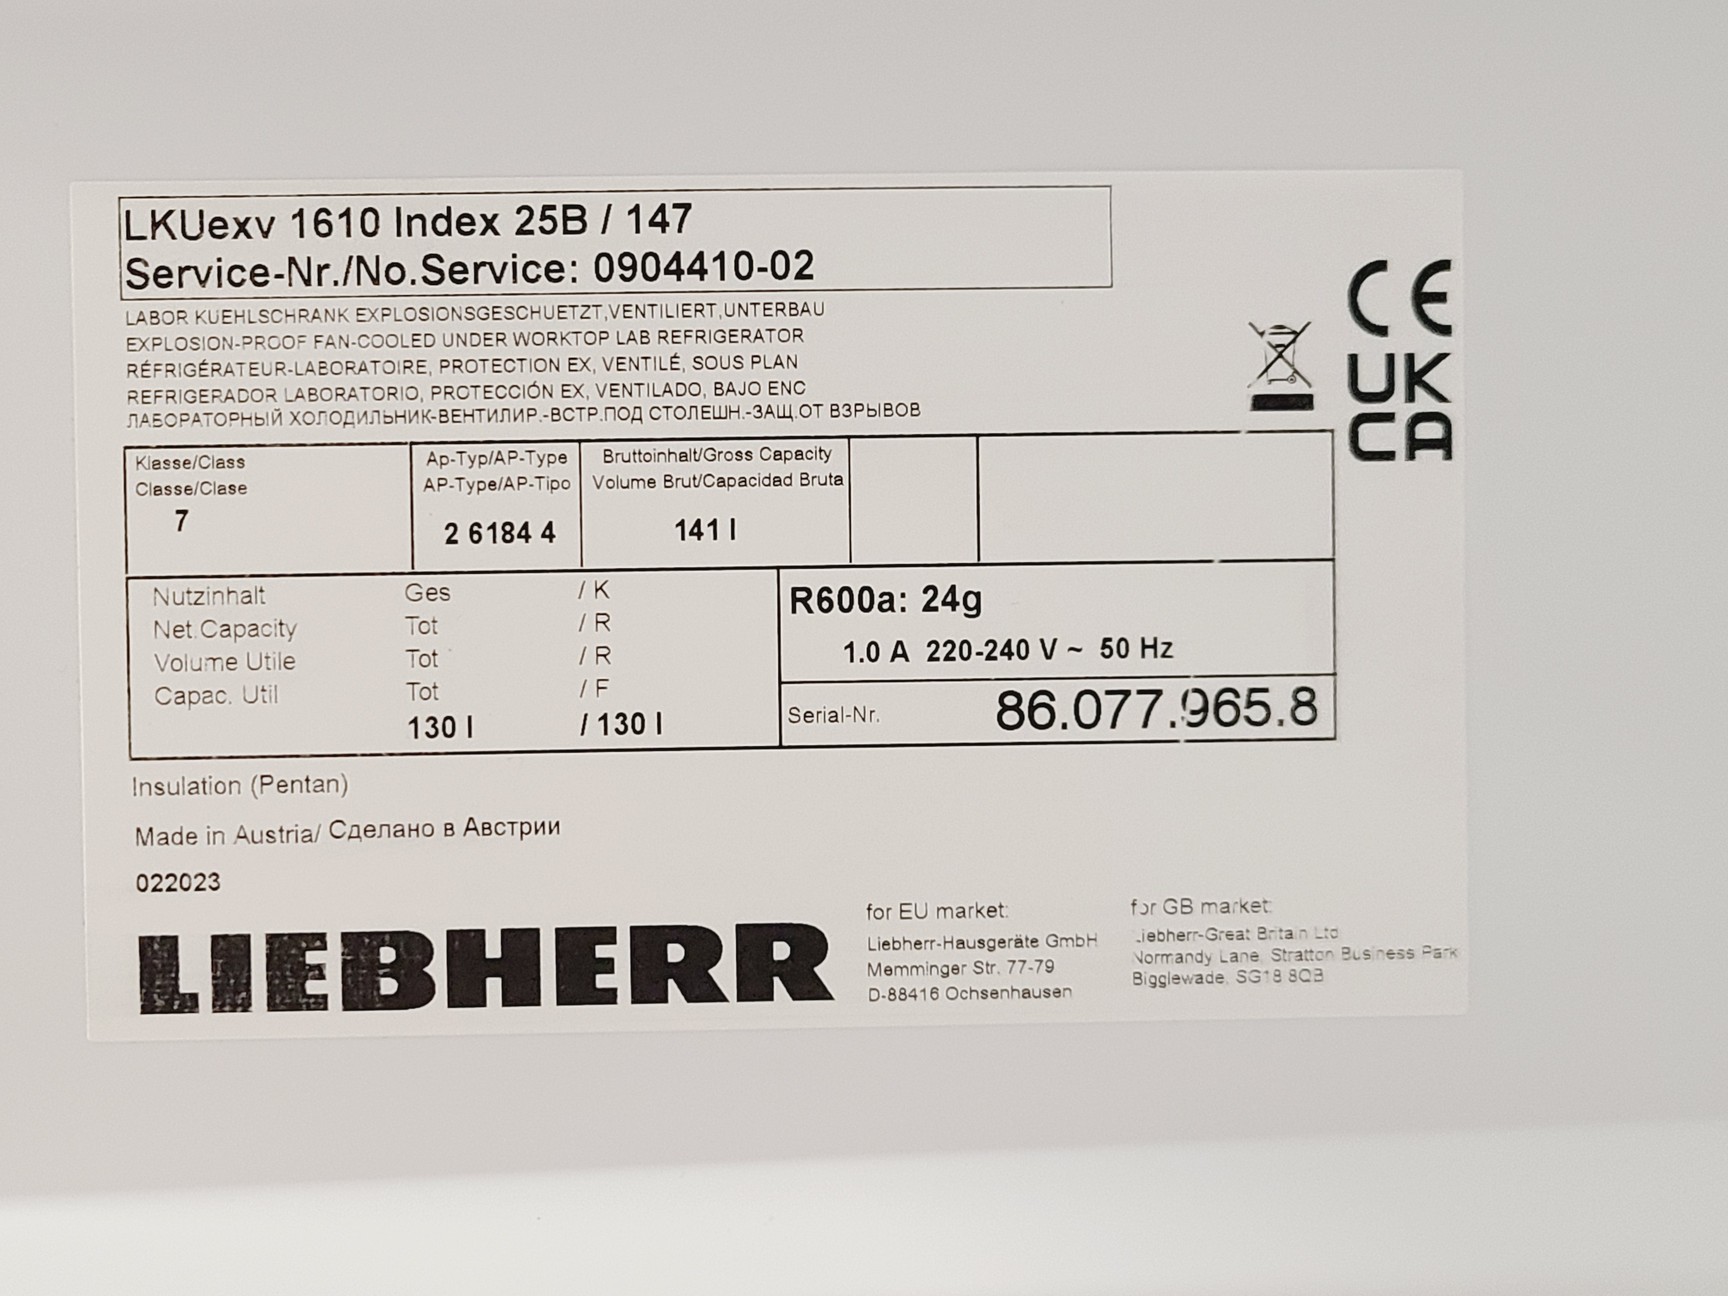 LKUexv 1610 Index 25B / 147
Service-Nr./No.Service: 0904410-02
LABOR KUEHLSCHRANK EXPLOSIONSGESCHUETZT,VENTILIERT,UNTERBAU
EXPLOSION-PROOF FAN-COOLED UNDER WORKTOP LAB REFRIGERATOR
RÉFRIGÉRATEUR-LABORATOIRE, PROTECTION EX, VENTILÉ, SOUS PLAN
REFRIGERADOR LABORATORIO, PROTECCIÓN EX, VENTILADO, BAJO ENC
ЛАБОРАТОРНЫЙ ХОЛОДИЛЬНИК-ВЕНТИЛИР.-ВСТР.ПОД СТОЛЕШН.-ЗАЩ.ОТ ВЗРЫВОВ
CE
UK
CA
Klasse/Class
Classe/Clase
7
Ap-Typ/AP-Type
AP-Type/AP-Tipo
2 6184 4
Bruttoinhalt/Gross Capacity
Volume Brut/Capacidad Bruta
141 l
Nutzinhalt Ges / K
Net.Capacity Tot / R
Volume Utile Tot / R
Capac. Util Tot / F
130 l / 130 l
R600a: 24g
1.0 A 220-240 V ~ 50 Hz
Serial-Nr. 86.077.965.8
Insulation (Pentan)
Made in Austria/ Сделано в Австрии
022023
LIEBHERR
for EU market:
Liebherr-Hausgeräte GmbH
Memminger Str. 77-79
D-88416 Ochsenhausen
for GB market:
Liebherr-Great Britain Ltd
Normandy Lane, Stratton Business Park
Bigglewade, SG18 8QB